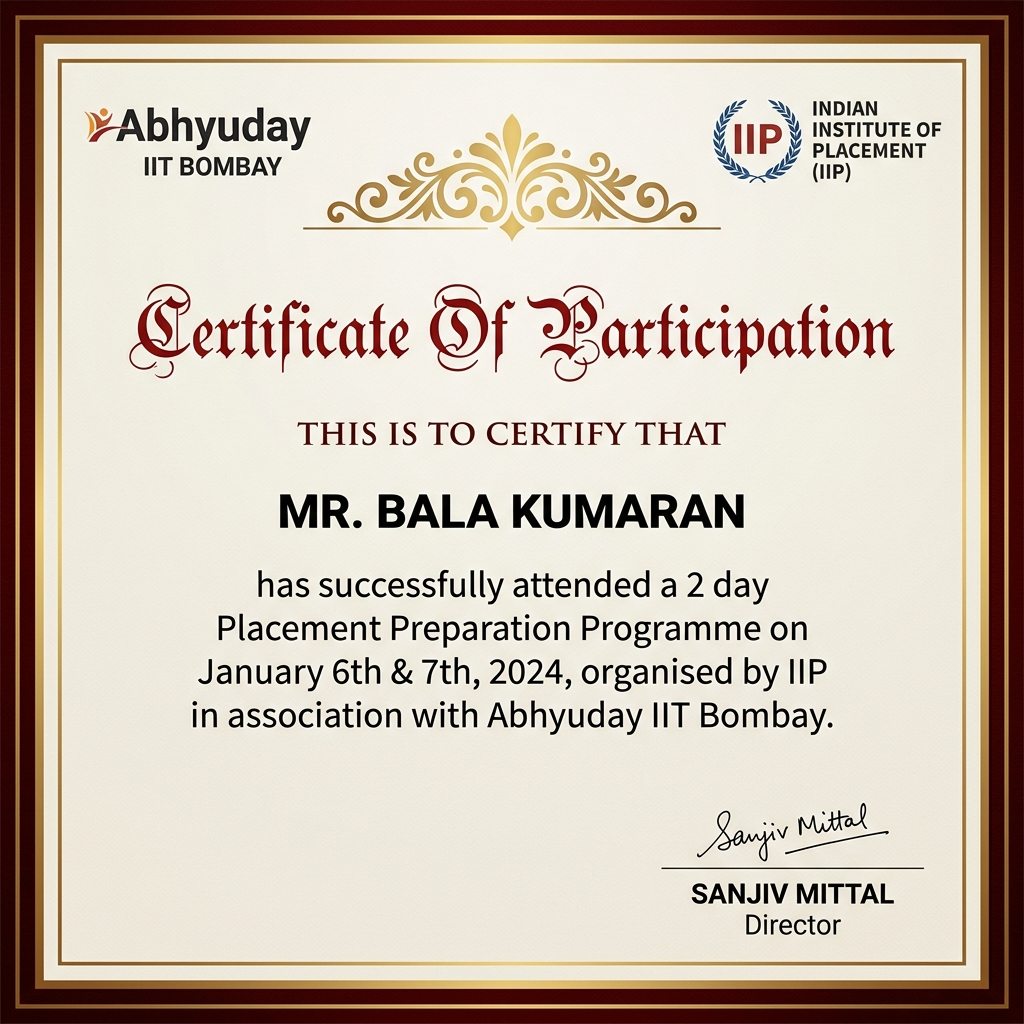 Abhyuday
IIT BOMBAY
IIP
INDIAN
INSTITUTE OF
PLACEMENT
(IIP)
Certificate Of Participation
THIS IS TO CERTIFY THAT
MR. BALA KUMARAN
has successfully attended a 2 day
Placement Preparation Programme on
January 6th & 7th, 2024, organised by IIP
in association with Abhyuday IIT Bombay.
Sanjiv Mittal
SANJIV MITTAL
Director